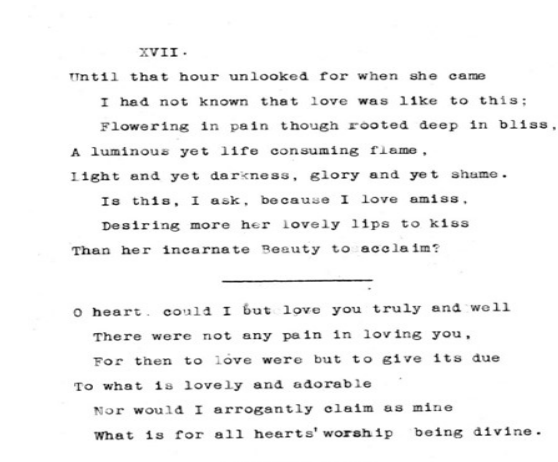 XVII.
Until that hour unlooked for when she came
I had not known that love was like to this;
Flowering in pain though rooted deep in bliss,
A luminous yet life consuming flame,
Light and yet darkness, glory and yet shame.
Is this, I ask, because I love amiss,
Desiring more her lovely lips to kiss
Than her incarnate Beauty to acclaim?
O heart. could I but love you truly and well
There were not any pain in loving you,
For then to love were but to give its due
To what is lovely and adorable
Nor would I arrogantly claim as mine
What is for all hearts' worship being divine.